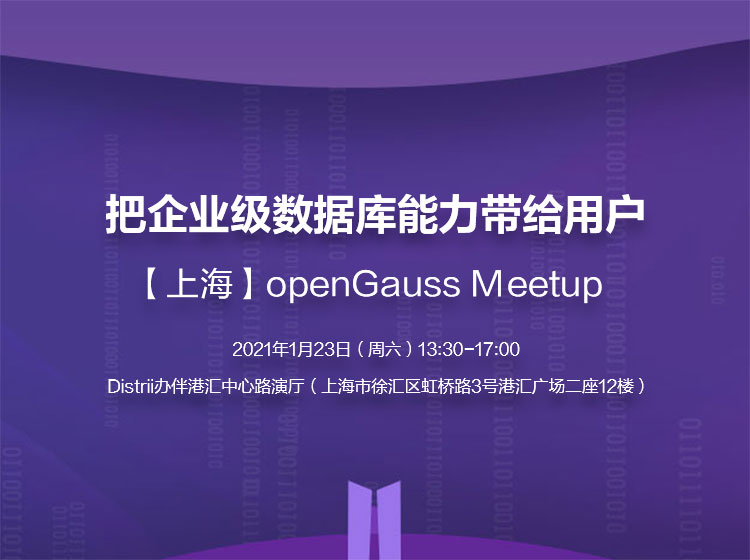 把企业级数据库能力带给用户
【上海】openGauss Meetup
2021年1月23日（周六）13:30-17:00
Distrii办伴港汇中心路演厅（上海市徐汇区虹桥路3号港汇广场二座12楼）